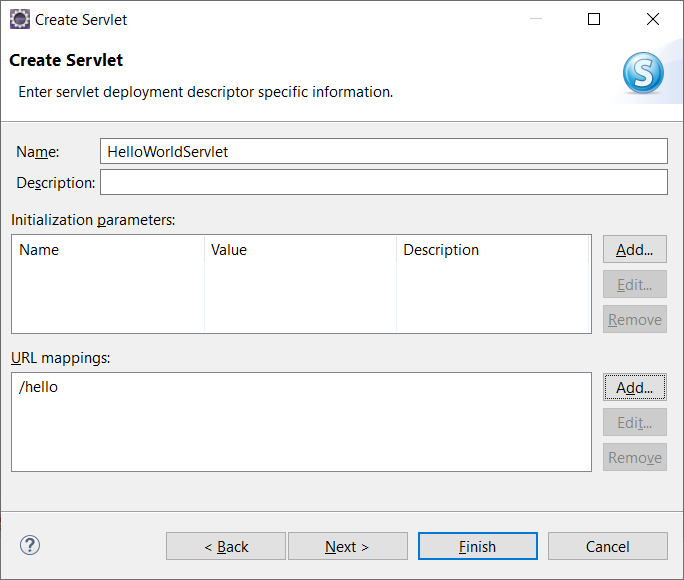 Create Servlet
Create Servlet
Enter servlet deployment descriptor specific information.
S
Name: HelloWorldServlet
Description:
Initialization parameters:
Name Value Description
Add...
Edit...
Remove
URL mappings:
/hello
Add...
Edit...
Remove
? < Back Next > Finish Cancel